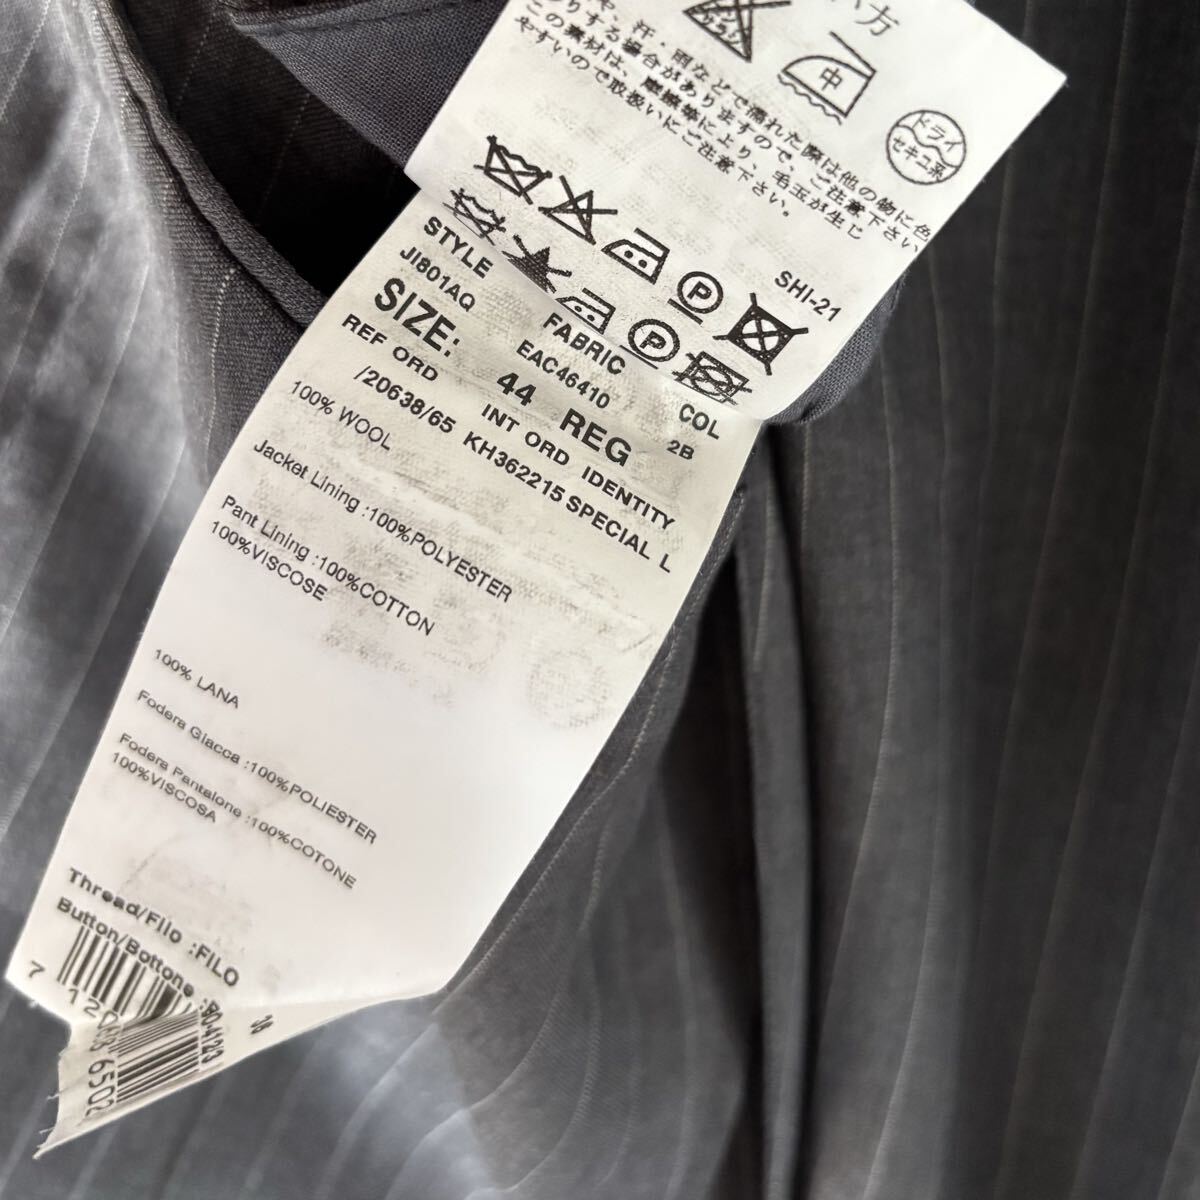 い方
中
ドライ
セキユ系
や、汗・雨などで濡れた際は他の物に色
りする場合がありますので、ご注意下さい
この素材は、摩擦等により、毛玉が生じ
やすいので取扱いにご注意下さい。
SHI-21
P
P
STYLE FABRIC COL
JI801AQ EAC46410 2B
SIZE: 44 REG
REF ORD INT ORD IDENTITY
/20638/65 KH362215 SPECIAL L
100% WOOL
Jacket Lining :100%POLYESTER
Pant Lining :100%COTTON
100%VISCOSE
100% LANA
Fodera Giacca :100%POLIESTER
Fodera Pantalone :100%COTONE
100%VISCOSA
Thread/Filo :FILO
Button/Bottone
38